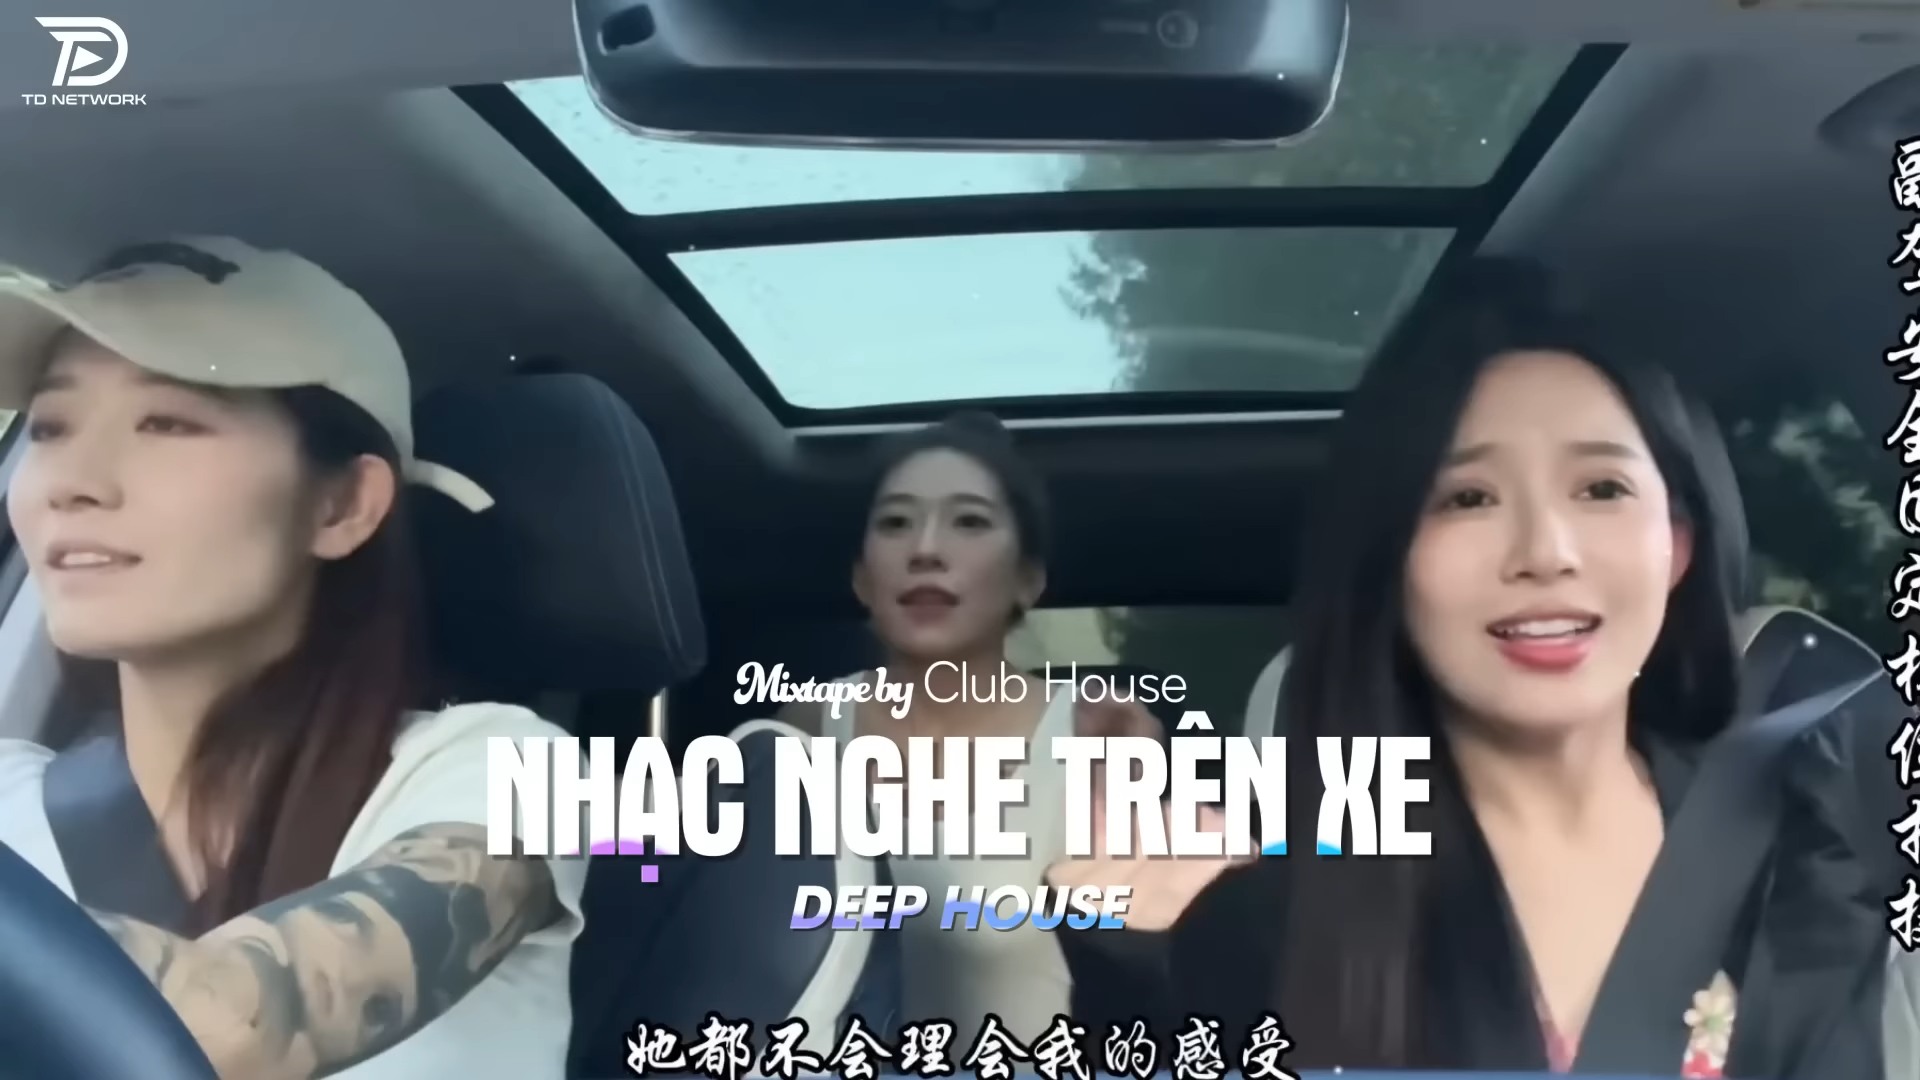 TD NETWORK
Mixtape by Club House
NHẠC NGHE TRÊN XE
DEEP HOUSE
她都不会理会我的感受